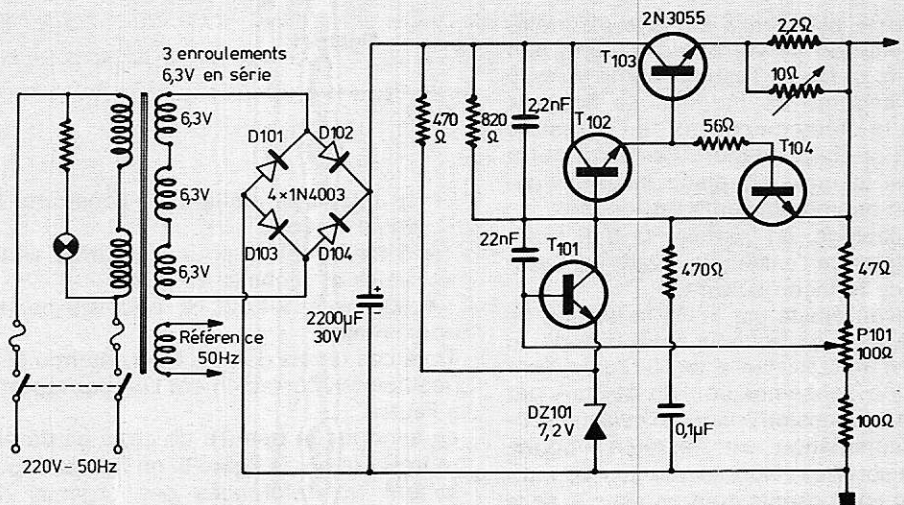 3 enroulements
6,3V en série
6,3V
6,3V
6,3V
Référence
50Hz
220V-50Hz
D101
D102
4×1N4003
D103
D104
2200µF
30V
+
-
470
Ω
820
Ω
2,2nF
22nF
2N3055
T103
T102
T101
56Ω
T104
2,2Ω
10Ω
470Ω
47Ω
P101
100Ω
100Ω
DZ101
7,2V
0,1µF